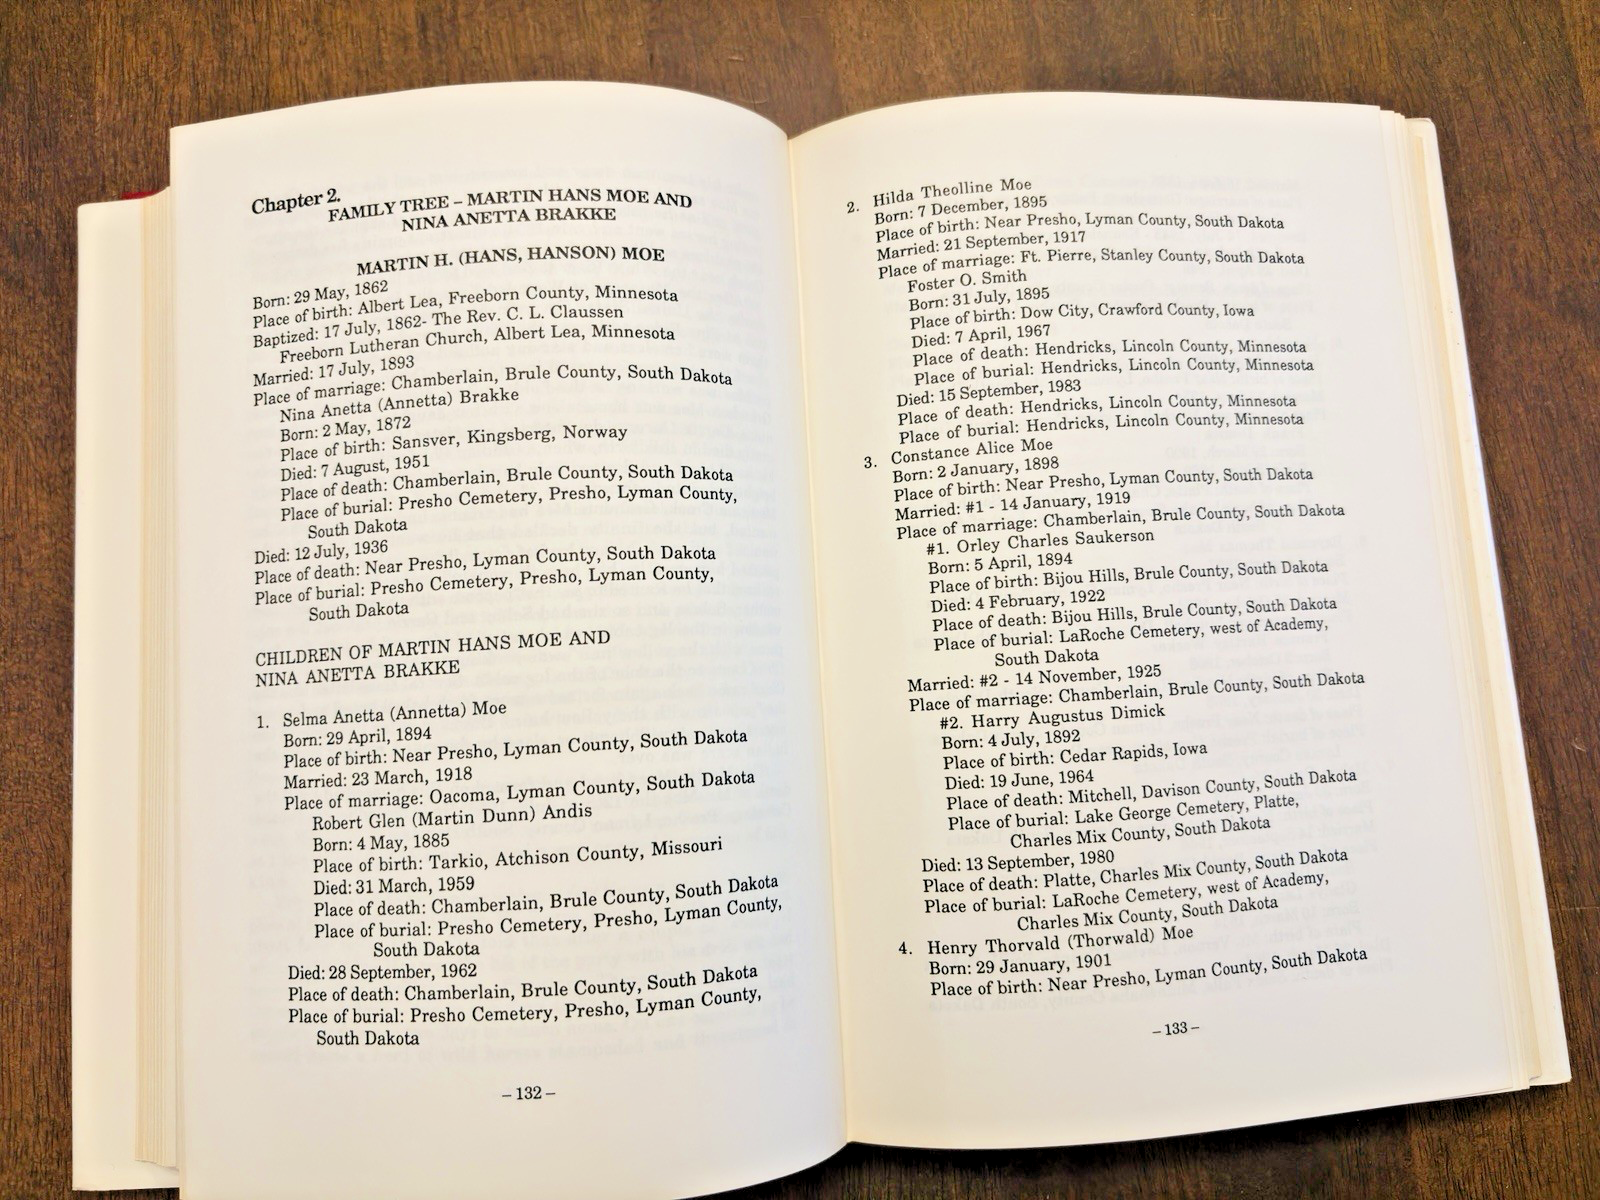 Chapter 2.
FAMILY TREE – MARTIN HANS MOE AND
NINA ANETTA BRAKKE
MARTIN H. (HANS, HANSON) MOE
Born: 29 May, 1862
Place of birth: Albert Lea, Freeborn County, Minnesota
Baptized: 17 July, 1862- The Rev. C. L. Claussen
Freeborn Lutheran Church, Albert Lea, Minnesota
Married: 17 July, 1893
Place of marriage: Chamberlain, Brule County, South Dakota
Nina Anetta (Annetta) Brakke
Born: 2 May, 1872
Place of birth: Sansver, Kingsberg, Norway
Died: 7 August, 1951
Place of death: Chamberlain, Brule County, South Dakota
Place of burial: Presho Cemetery, Presho, Lyman County,
South Dakota
Died: 12 July, 1936
Place of death: Near Presho, Lyman County, South Dakota
Place of burial: Presho Cemetery, Presho, Lyman County,
South Dakota
CHILDREN OF MARTIN HANS MOE AND
NINA ANETTA BRAKKE
1. Selma Anetta (Annetta) Moe
Born: 29 April, 1894
Place of birth: Near Presho, Lyman County, South Dakota
Married: 23 March, 1918
Place of marriage: Oacoma, Lyman County, South Dakota
Robert Glen (Martin Dunn) Andis
Born: 4 May, 1885
Place of birth: Tarkio, Atchison County, Missouri
Died: 31 March, 1959
Place of death: Chamberlain, Brule County, South Dakota
Place of burial: Presho Cemetery, Presho, Lyman County,
South Dakota
Died: 28 September, 1962
Place of death: Chamberlain, Brule County, South Dakota
Place of burial: Presho Cemetery, Presho, Lyman County,
South Dakota
– 132 –
2. Hilda Theolline Moe
Born: 7 December, 1895
Place of birth: Near Presho, Lyman County, South Dakota
Married: 21 September, 1917
Place of marriage: Ft. Pierre, Stanley County, South Dakota
Foster O. Smith
Born: 31 July, 1895
Place of birth: Dow City, Crawford County, Iowa
Died: 7 April, 1967
Place of death: Hendricks, Lincoln County, Minnesota
Place of burial: Hendricks, Lincoln County, Minnesota
Died: 15 September, 1983
Place of death: Hendricks, Lincoln County, Minnesota
Place of burial: Hendricks, Lincoln County, Minnesota
3. Constance Alice Moe
Born: 2 January, 1898
Place of birth: Near Presho, Lyman County, South Dakota
Married: #1 - 14 January, 1919
Place of marriage: Chamberlain, Brule County, South Dakota
#1. Orley Charles Saukerson
Born: 5 April, 1894
Place of birth: Bijou Hills, Brule County, South Dakota
Died: 4 February, 1922
Place of death: Bijou Hills, Brule County, South Dakota
Place of burial: LaRoche Cemetery, west of Academy,
South Dakota
Married: #2 - 14 November, 1925
Place of marriage: Chamberlain, Brule County, South Dakota
#2. Harry Augustus Dimick
Born: 4 July, 1892
Place of birth: Cedar Rapids, Iowa
Died: 19 June, 1964
Place of death: Mitchell, Davison County, South Dakota
Place of burial: Lake George Cemetery, Platte,
Charles Mix County, South Dakota
Died: 13 September, 1980
Place of death: Platte, Charles Mix County, South Dakota
Place of burial: LaRoche Cemetery, west of Academy,
Charles Mix County, South Dakota
4. Henry Thorvald (Thorwald) Moe
Born: 29 January, 1901
Place of birth: Near Presho, Lyman County, South Dakota
– 133 –